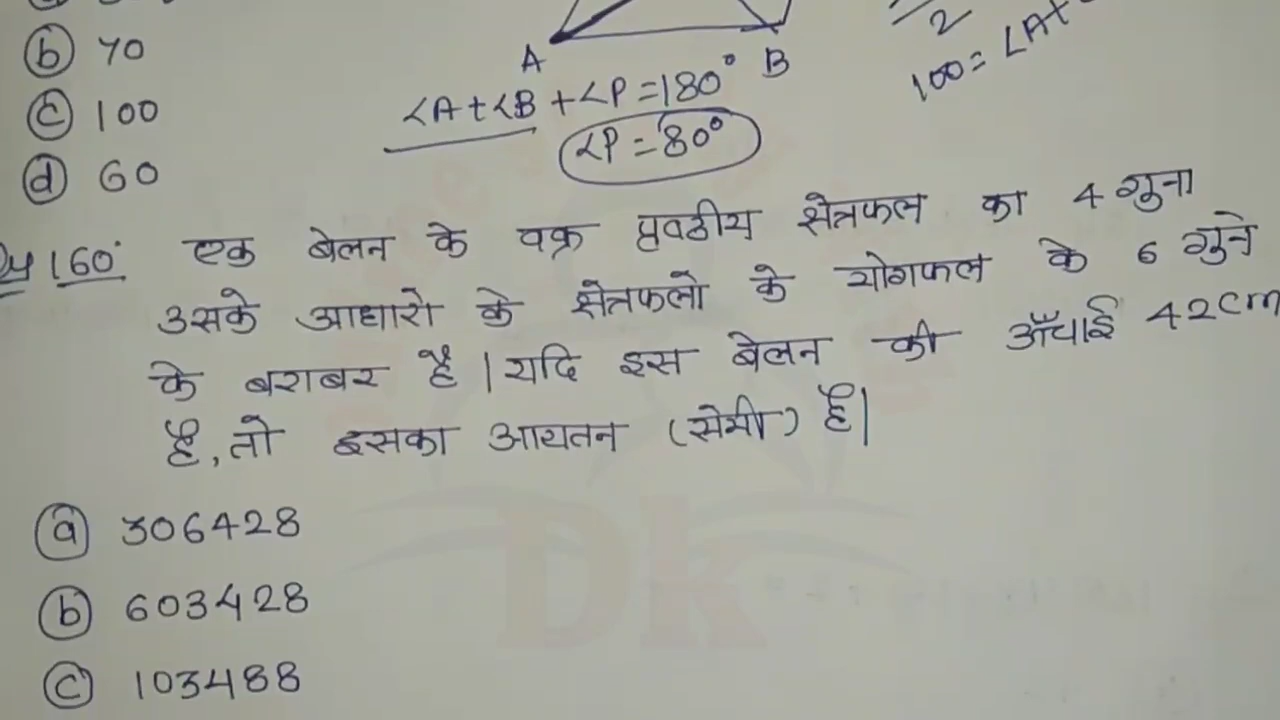 ⓑ 70
ⓒ 100
ⓓ 60
A
B
2
100 = ∠A+
∠A+∠B+∠P=180°
∠P=80°
160: एक बेलन के वक्र पृष्ठीय क्षेत्रफल का 4 गुना
उसके आधारो के क्षेत्रफलो के योगफल के 6 गुने
के बराबर है। यदि इस बेलन की ऊँचाई 42cm
है, तो इसका आयतन (सेमी) है।
ⓐ 306428
ⓑ 603428
ⓒ 103488